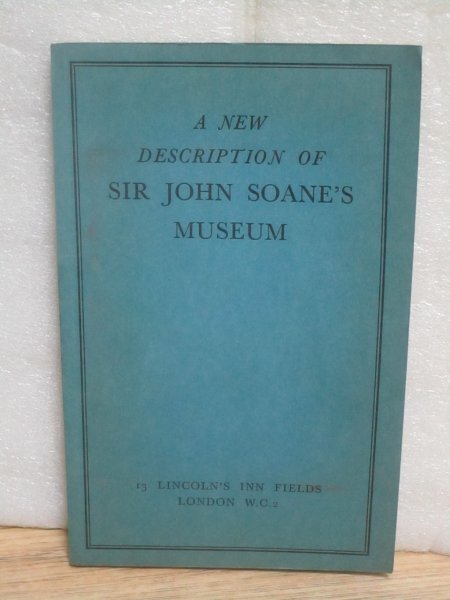 A NEW
DESCRIPTION OF
SIR JOHN SOANE'S
MUSEUM
13 LINCOLN'S INN FIELDS
LONDON W.C.2